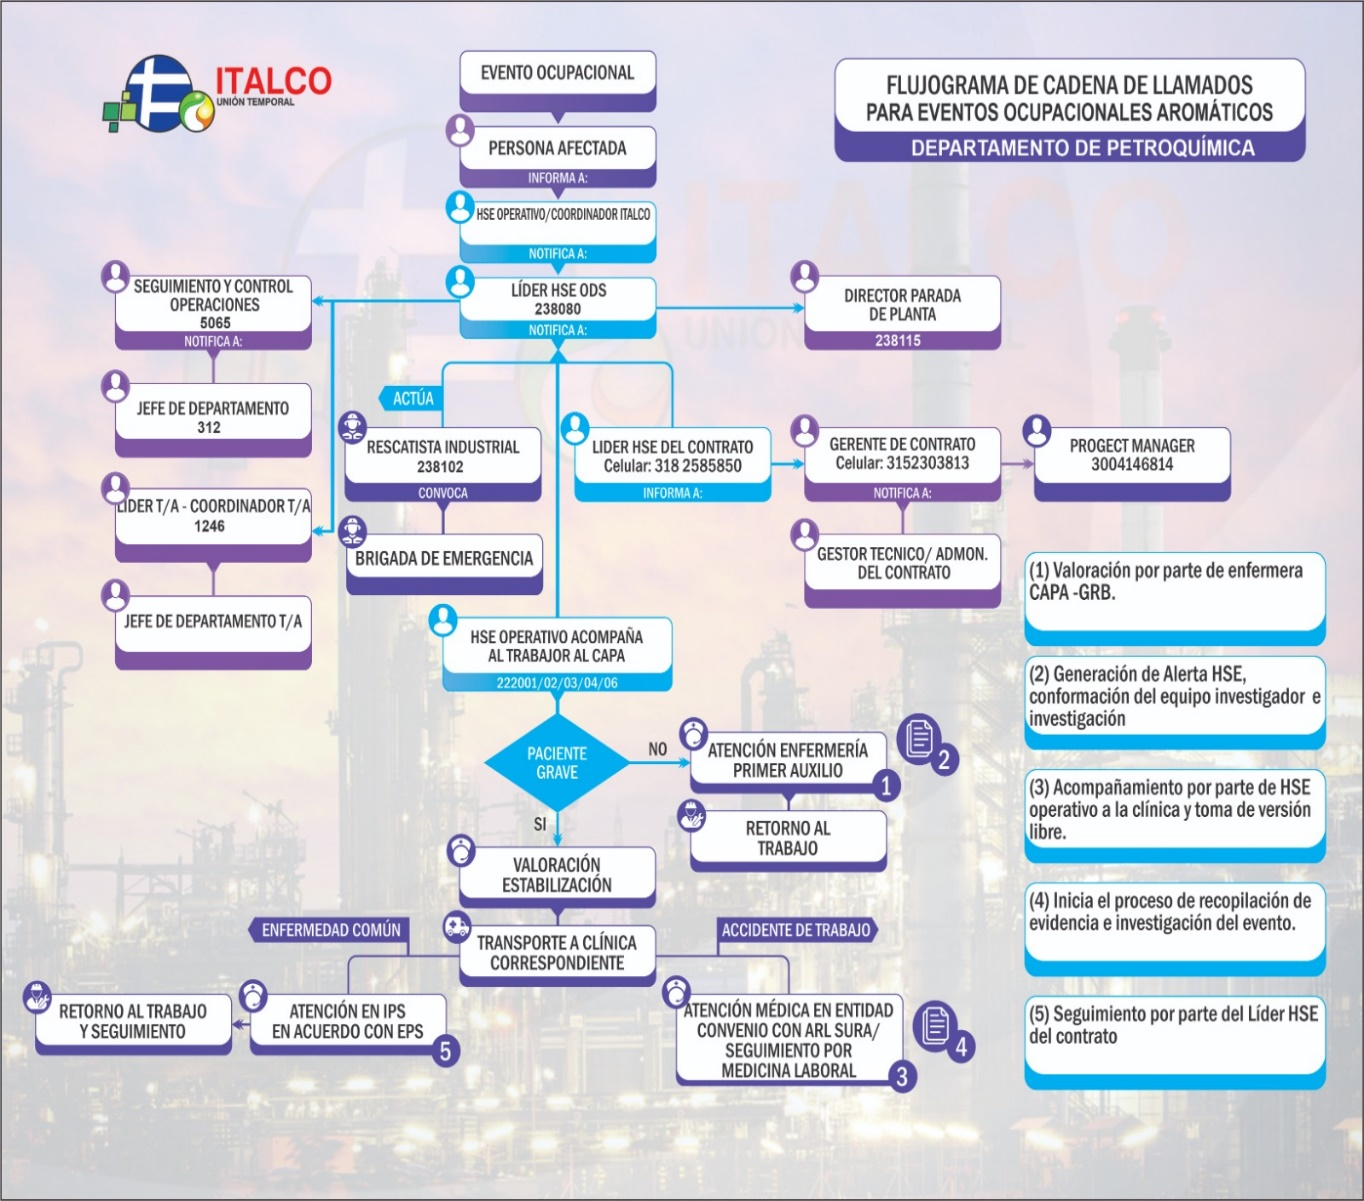 ITALCO
UNIÓN TEMPORAL
FLUJOGRAMA DE CADENA DE LLAMADOS
PARA EVENTOS OCUPACIONALES AROMÁTICOS
DEPARTAMENTO DE PETROQUÍMICA
EVENTO OCUPACIONAL
PERSONA AFECTADA
INFORMA A:
HSE OPERATIVO/COORDINADOR ITALCO
NOTIFICA A:
LÍDER HSE ODS
238080
NOTIFICA A:
SEGUIMIENTO Y CONTROL
OPERACIONES
5065
NOTIFICA A:
DIRECTOR PARADA
DE PLANTA
238115
JEFE DE DEPARTAMENTO
312
LIDER T/A - COORDINADOR T/A
1246
JEFE DE DEPARTAMENTO T/A
ACTÚA
RESCATISTA INDUSTRIAL
238102
CONVOCA
BRIGADA DE EMERGENCIA
LIDER HSE DEL CONTRATO
Celular: 318 2585850
INFORMA A:
GERENTE DE CONTRATO
Celular: 3152303813
NOTIFICA A:
PROGECT MANAGER
3004146814
GESTOR TECNICO/ ADMON.
DEL CONTRATO
HSE OPERATIVO ACOMPAÑA
AL TRABAJOR AL CAPA
222001/02/03/04/06
PACIENTE
GRAVE
NO
ATENCIÓN ENFERMERÍA
PRIMER AUXILIO
1
2
RETORNO AL
TRABAJO
SI
VALORACIÓN
ESTABILIZACIÓN
TRANSPORTE A CLÍNICA
CORRESPONDIENTE
ENFERMEDAD COMÚN
ACCIDENTE DE TRABAJO
RETORNO AL TRABAJO
Y SEGUIMIENTO
ATENCIÓN EN IPS
EN ACUERDO CON EPS
5
ATENCIÓN MÉDICA EN ENTIDAD
CONVENIO CON ARL SURA/
SEGUIMIENTO POR
MEDICINA LABORAL
3
4
(1) Valoración por parte de enfermera
CAPA -GRB.
(2) Generación de Alerta HSE,
conformación del equipo investigador e
investigación
(3) Acompañamiento por parte de HSE
operativo a la clínica y toma de versión
libre.
(4) Inicia el proceso de recopilación de
evidencia e investigación del evento.
(5) Seguimiento por parte del Líder HSE
del contrato